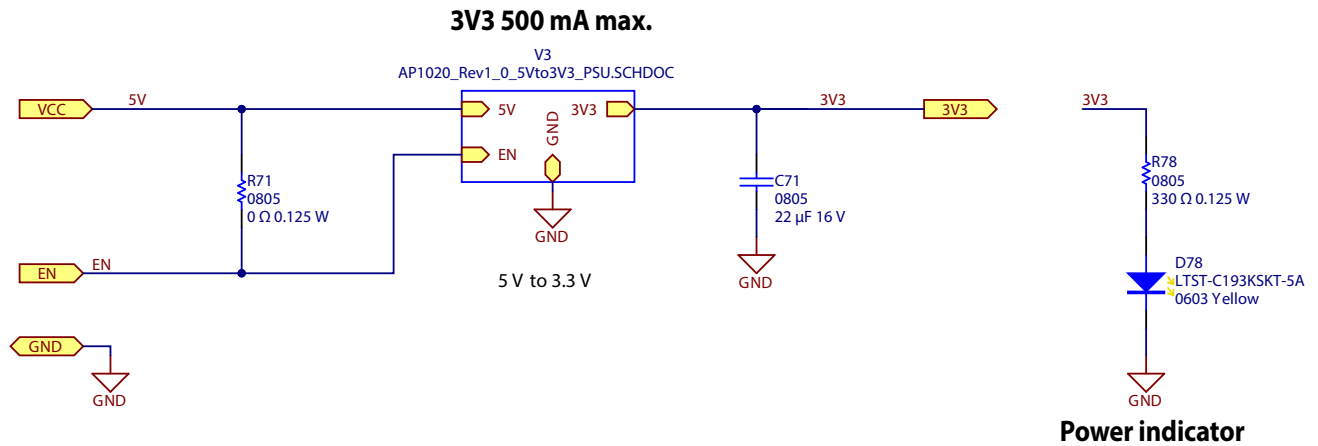 3V3 500 mA max.
V3
AP1020_Rev1_0_5Vto3V3_PSU.SCHDOC
VCC
5V
5V
3V3
GND
EN
3V3
3V3
3V3
R71
0805
0 Ω 0.125 W
GND
C71
0805
22 µF 16 V
R78
0805
330 Ω 0.125 W
EN
EN
5 V to 3.3 V
GND
D78
LTST-C193KSKT-5A
0603 Yellow
GND
GND
GND
Power indicator